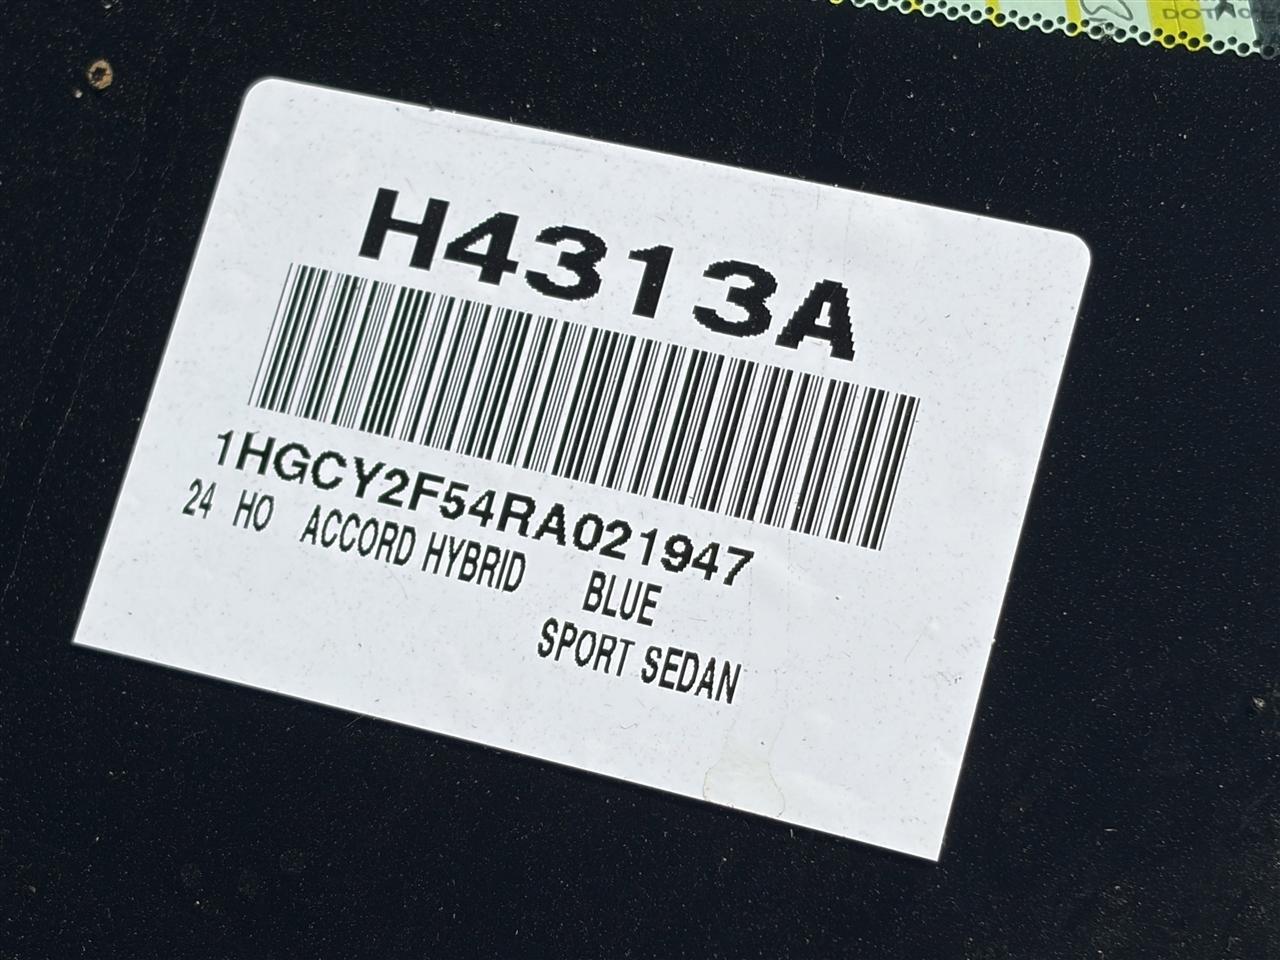 H4313A
1HGCY2F54RA021947
24 HO ACCORD HYBRID BLUE
SPORT SEDAN